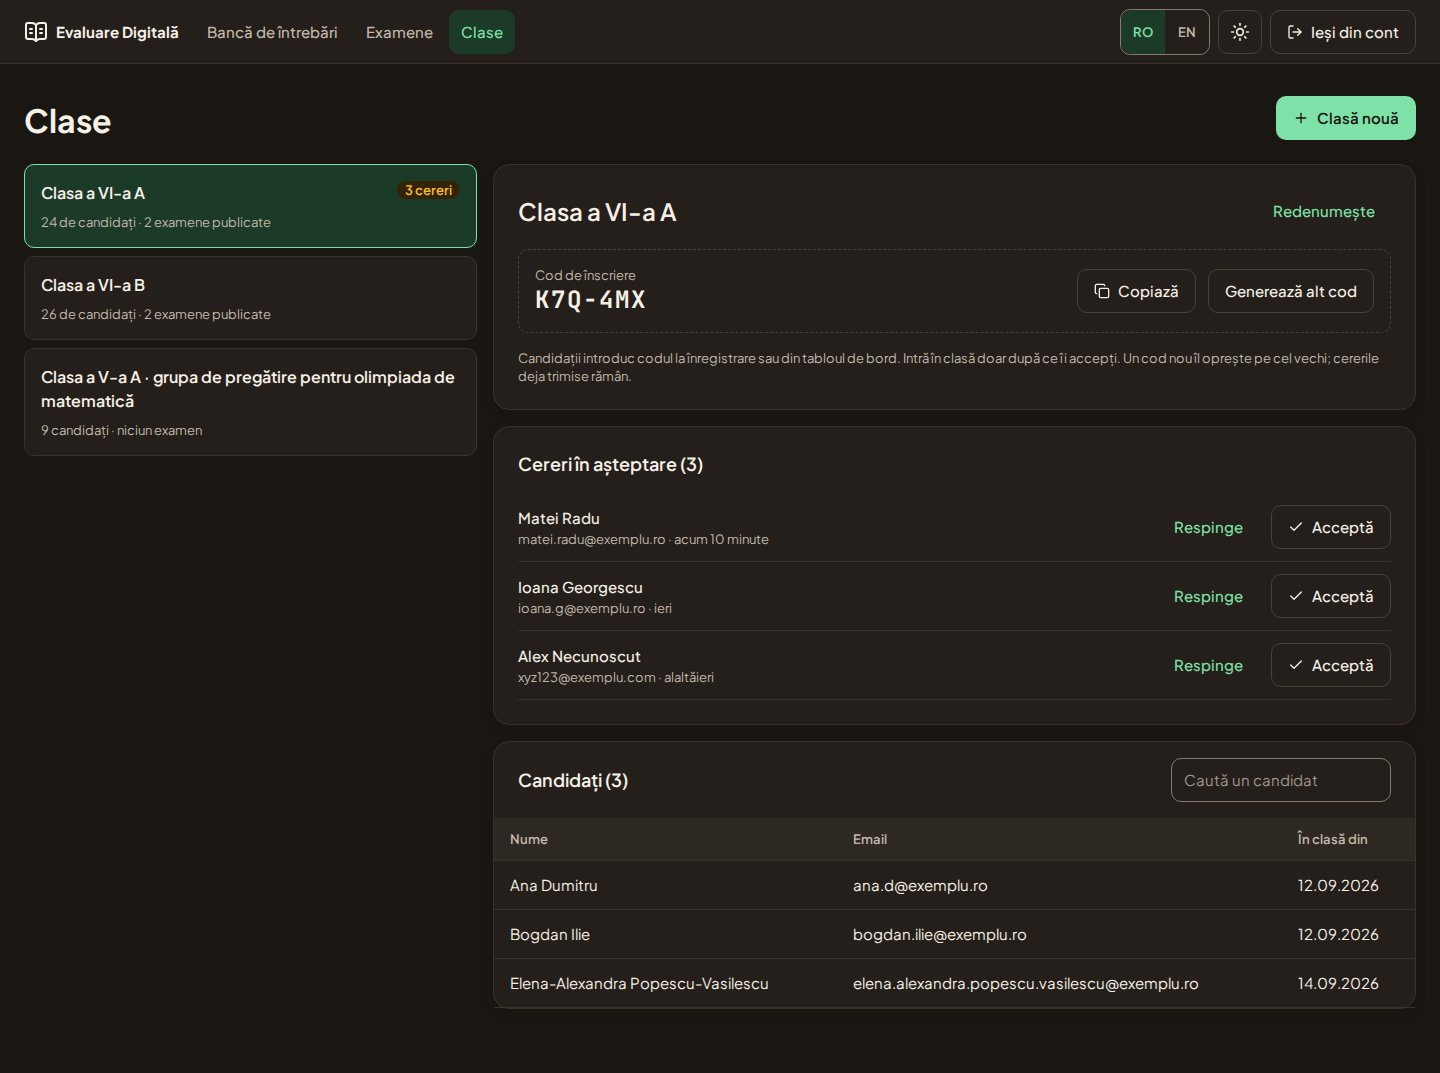 Evaluare Digitală
Bancă de întrebări
Examene
Clase
RO
EN
Ieși din cont
Clase
Clasă nouă
Clasa a VI-a A
3 cereri
24 de candidați · 2 examene publicate
Clasa a VI-a B
26 de candidați · 2 examene publicate
Clasa a V-a A · grupa de pregătire pentru olimpiada de
matematică
9 candidați · niciun examen
Clasa a VI-a A
Redenumește
Cod de înscriere
K7Q-4MX
Copiază
Generează alt cod
Candidații introduc codul la înregistrare sau din tabloul de bord. Intră în clasă doar după ce îi accepți. Un cod nou îl oprește pe cel vechi; cererile
deja trimise rămân.
Cereri în așteptare (3)
Matei Radu
matei.radu@exemplu.ro · acum 10 minute
Respinge
Acceptă
Ioana Georgescu
ioana.g@exemplu.ro · ieri
Respinge
Acceptă
Alex Necunoscut
xyz123@exemplu.com · alaltăieri
Respinge
Acceptă
Candidați (3)
Caută un candidat
Nume
Email
În clasă din
Ana Dumitru
ana.d@exemplu.ro
12.09.2026
Bogdan Ilie
bogdan.ilie@exemplu.ro
12.09.2026
Elena-Alexandra Popescu-Vasilescu
elena.alexandra.popescu.vasilescu@exemplu.ro
14.09.2026